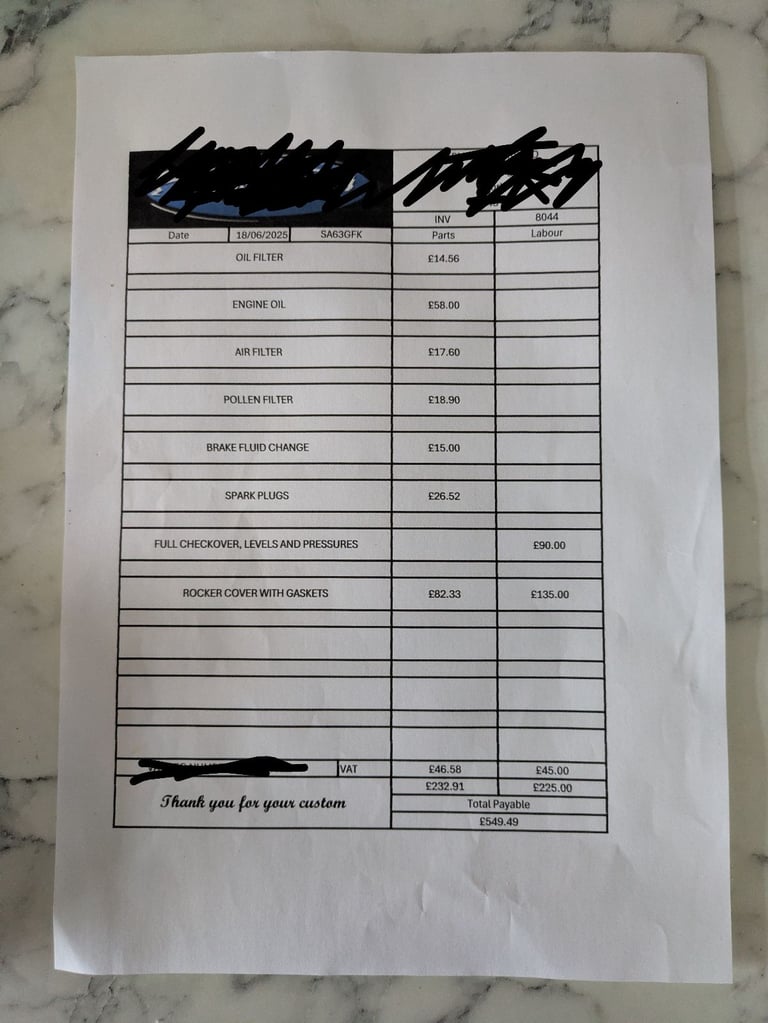 INV 8044
Date 18/06/2025 SA63GFK Parts Labour
OIL FILTER £14.56
ENGINE OIL £58.00
AIR FILTER £17.60
POLLEN FILTER £18.90
BRAKE FLUID CHANGE £15.00
SPARK PLUGS £26.52
FULL CHECKOVER, LEVELS AND PRESSURES £90.00
ROCKER COVER WITH GASKETS £82.33 £135.00
VAT £46.58 £45.00
£232.91 £225.00
Thank you for your custom
Total Payable
£549.49